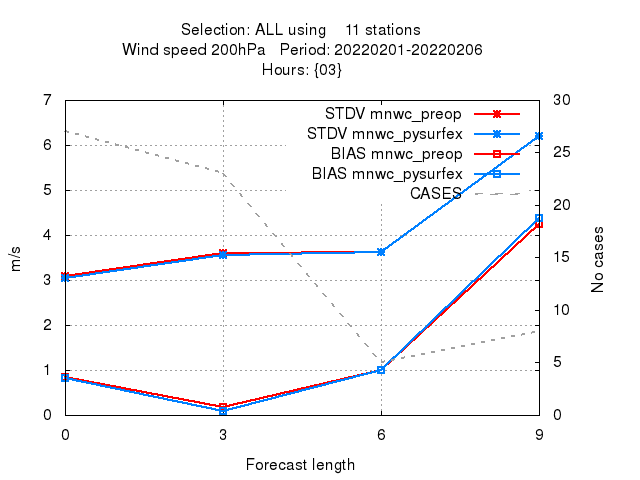 Selection: ALL using    11 stations
Wind speed 200hPa   Period: 20220201-20220206
Hours: {03}
7
6
5
4
3
2
1
0
m/s
30
25
20
15
10
5
0
No cases
STDV mnwc_preop
STDV mnwc_pysurfex
BIAS mnwc_preop
BIAS mnwc_pysurfex
CASES
0 3 6 9
Forecast length